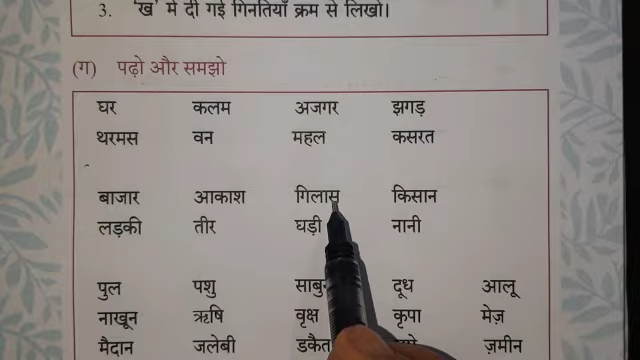 3. 'ख' में दी गई गिनतियाँ क्रम से लिखो।
(ग) पढ़ो और समझो
घर कलम अजगर झगड़
थरमस वन महल कसरत
बाजार आकाश गिलास किसान
लड़की तीर घड़ी नानी
पुल पशु दूध आलू
नाखून ऋषि वृक्ष कृपा मेज़
मैदान जलेबी डकैत ज़मीन